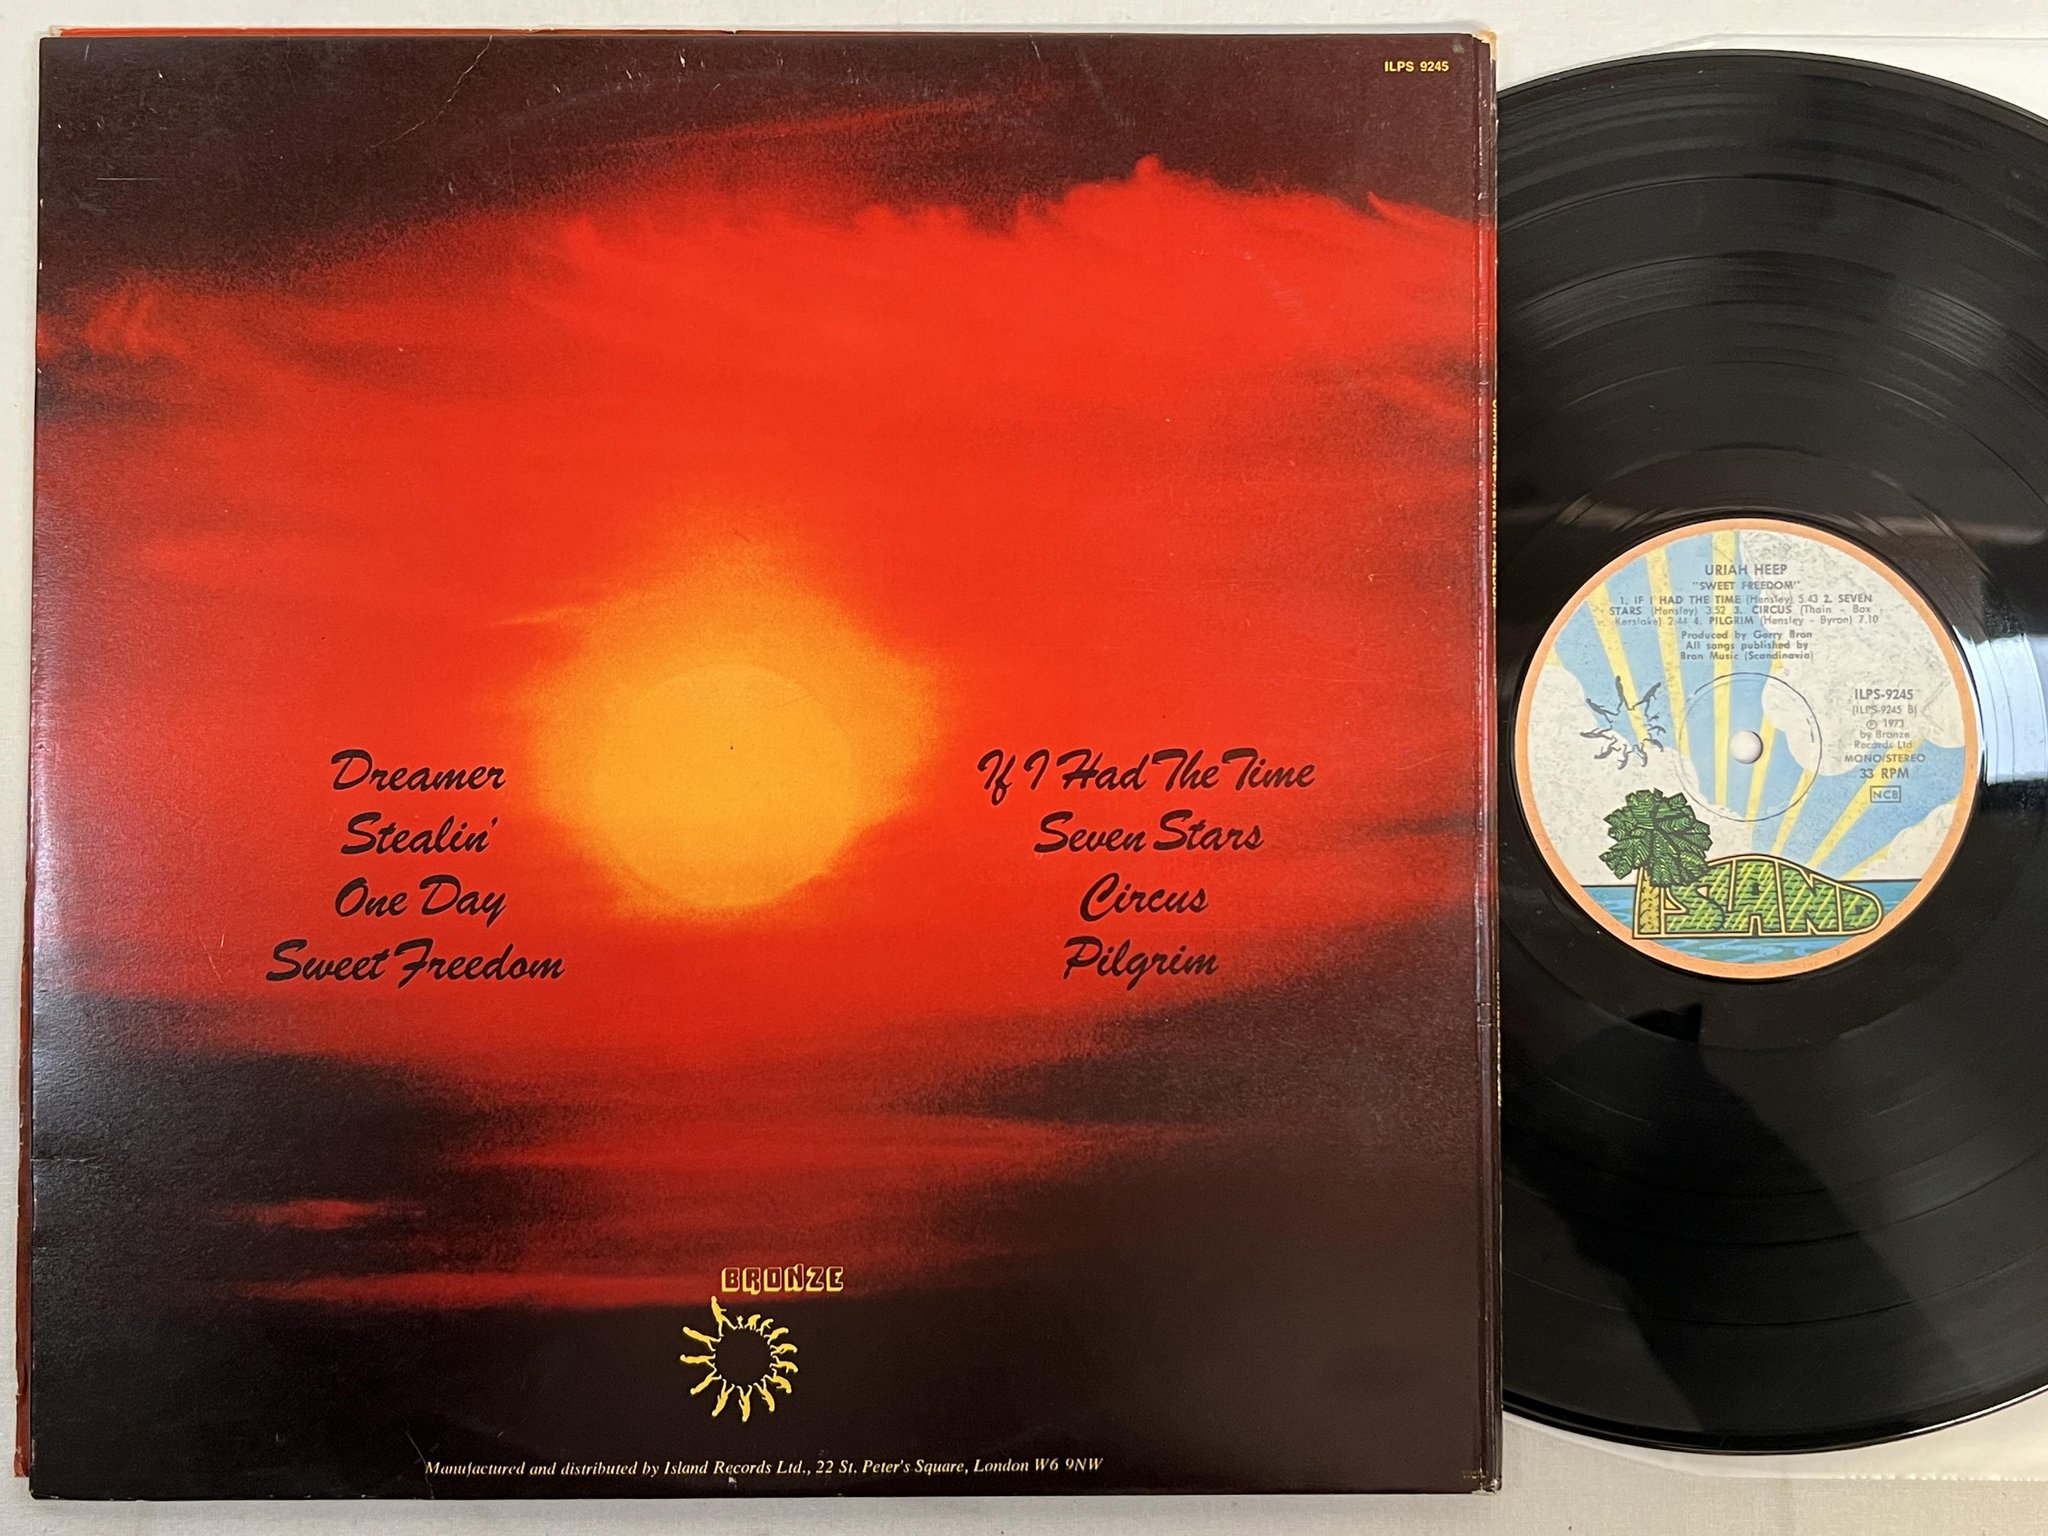 ILPS 9245
Dreamer
Stealin'
One Day
Sweet Freedom
If I Had The Time
Seven Stars
Circus
Pilgrim
BRONZE
Manufactured and distributed by Island Records Ltd., 22 St. Peter's Square, London W6 9NW
URIAH HEEP/SWEET FREEDOM
URIAH HEEP
"SWEET FREEDOM"
1. IF I HAD THE TIME (Hensley) 5.43 2. SEVEN
STARS (Hensley) 3.52 3. CIRCUS (Thain - Box
Kerslake) 2:44 4. PILGRIM (Hensley - Byron) 7.10
Produced by Gerry Bron
All songs published by
Bron Music (Scandinavia)
ILPS-9245
(ILPS-9245 B)
℗ 1973
by Bronze
Records Ltd.
MONO/STEREO
33 RPM
NCB
ISLAND